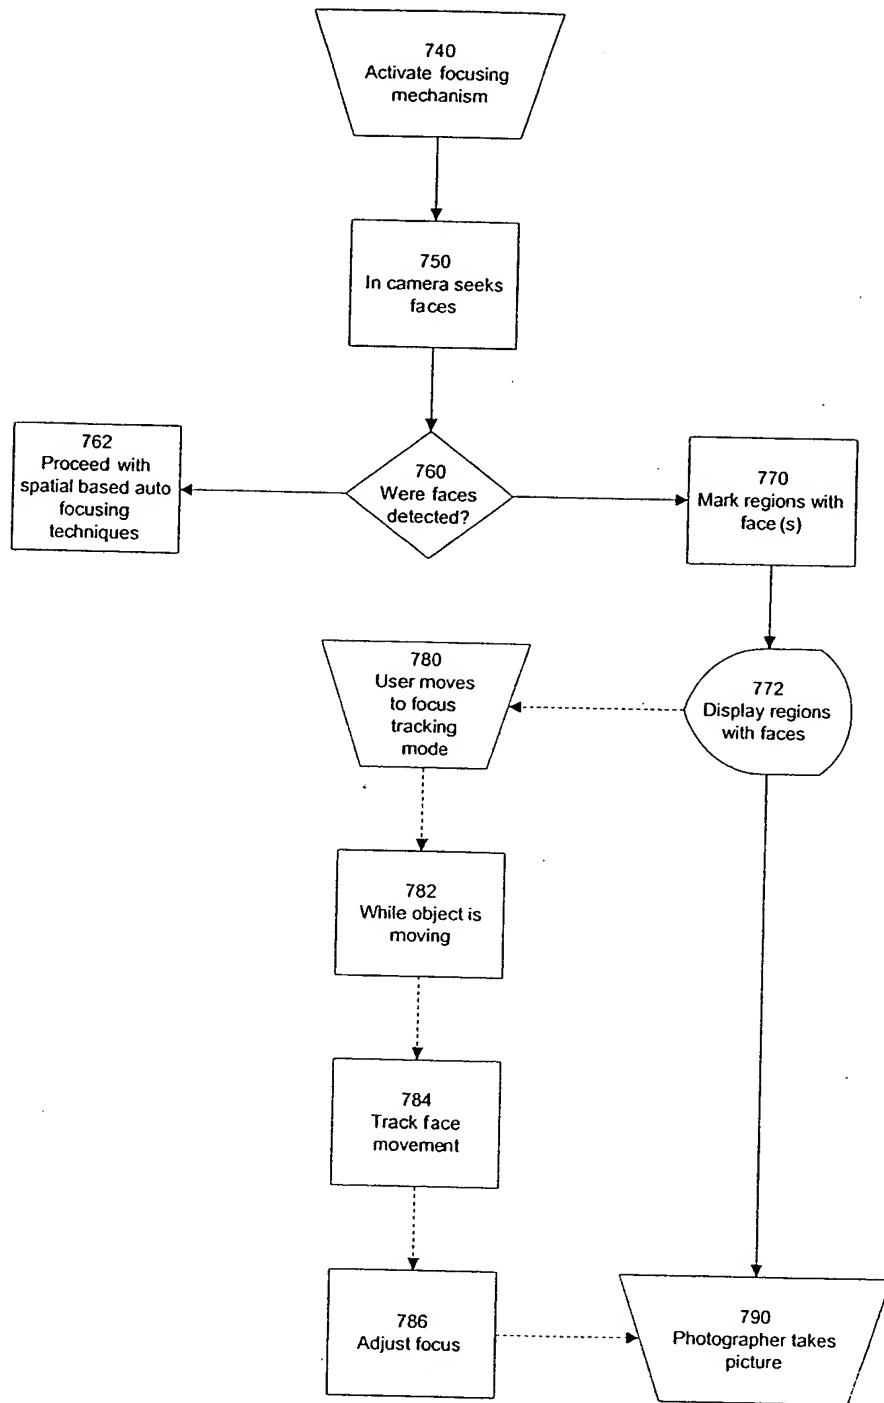 740
Activate focusing
mechanism
750
In camera seeks
faces
762
Proceed with
spatial based auto
focusing
techniques
760
Were faces
detected?
770
Mark regions with
face(s)
780
User moves
to focus
tracking
mode
772
Display regions
with faces
782
While object is
moving
784
Track face
movement
786
Adjust focus
790
Photographer takes
picture